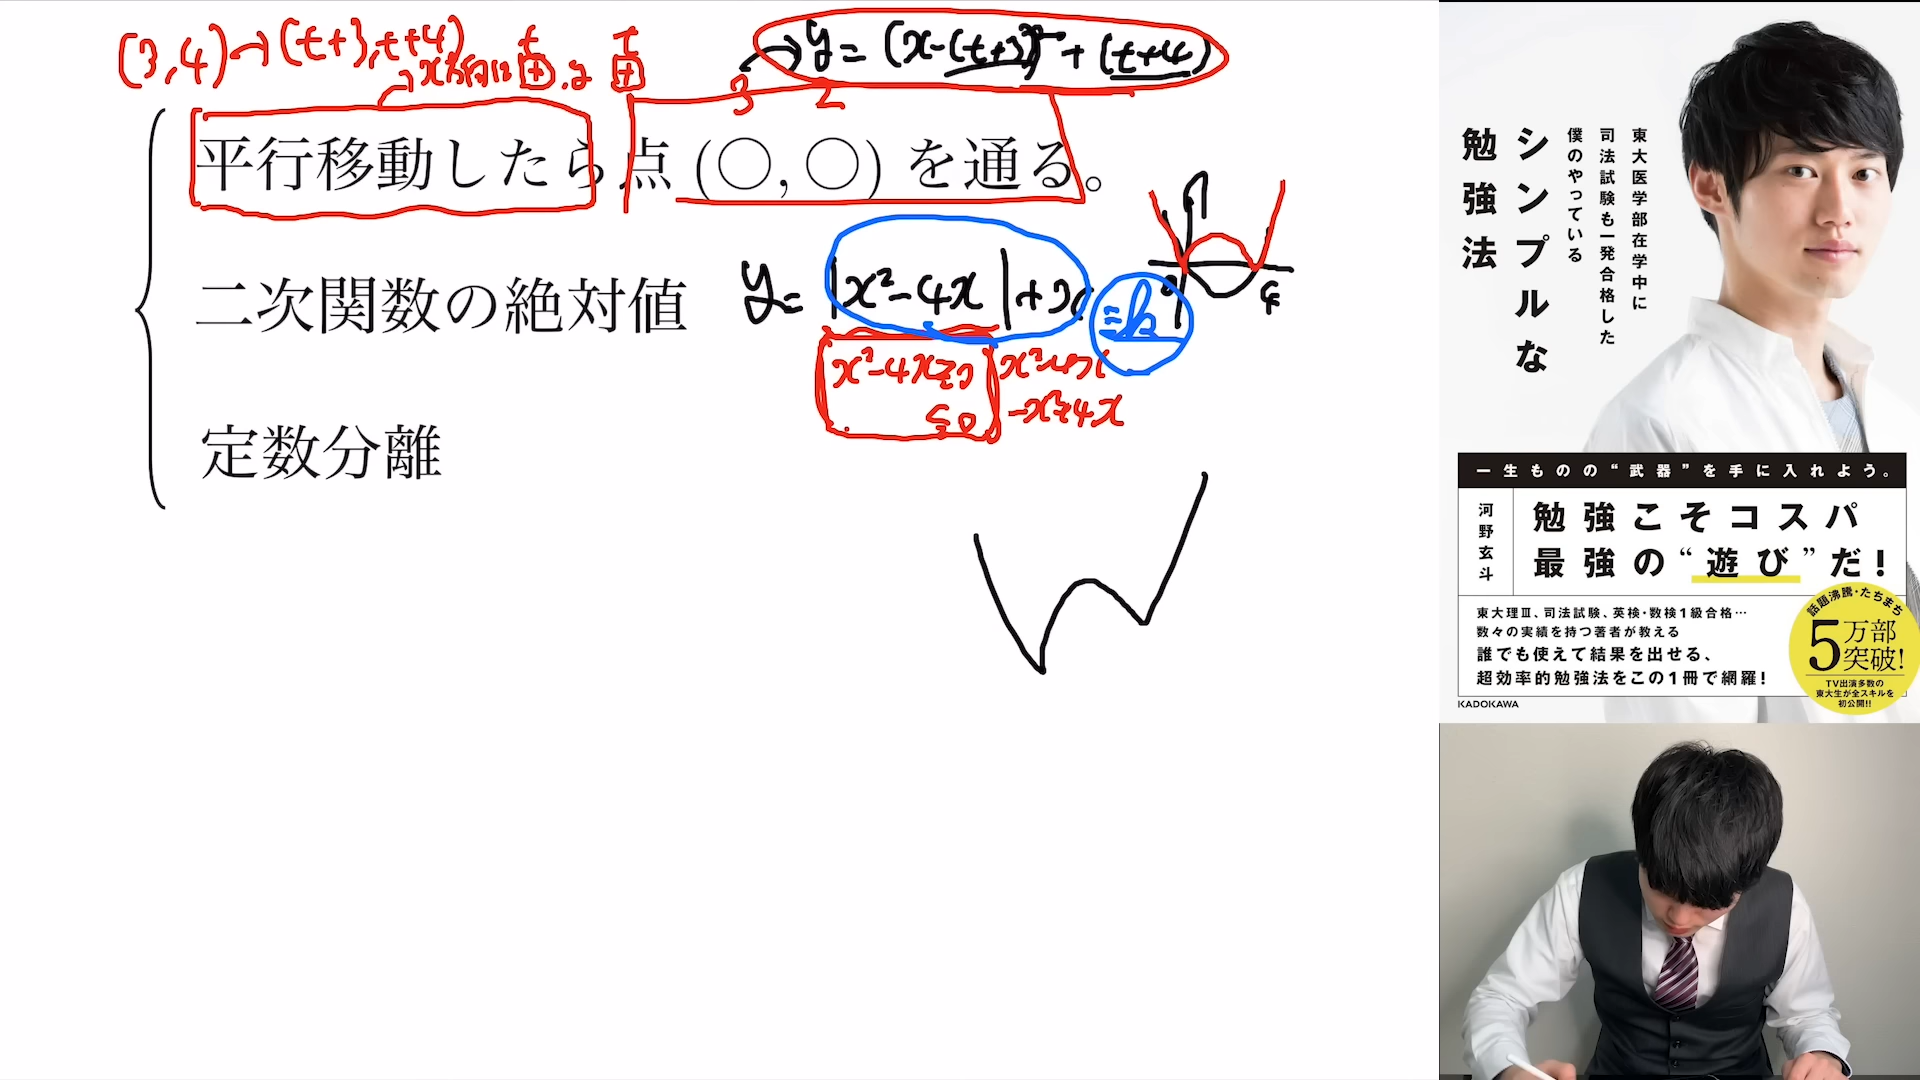 (3,4)→(t+3,t+4)
x方向に t+1, y t+1
3 2
→y=(x-(t+3))²+(t+4)
平行移動したら点(○,○)を通る。
二次関数の絶対値
y=|x²-4x|+x
=k
0 4
x²-4x≧0
≦0
-x²+4x
定数分離
東大医学部在学中に
司法試験も一発合格した
僕のやっている
シンプルな
勉強法
一生ものの“武器”を手に入れよう。
河野玄斗
勉強こそコスパ
最強の“遊び”だ!
東大理Ⅲ、司法試験、英検・数検1級合格…
数々の実績を持つ著者が教える
誰でも使えて結果を出せる、
超効率的勉強法をこの1冊で網羅!
話題沸騰・たちまち
5万部
突破!
TV出演多数の
東大生が全スキルを
初公開!!
KADOKAWA